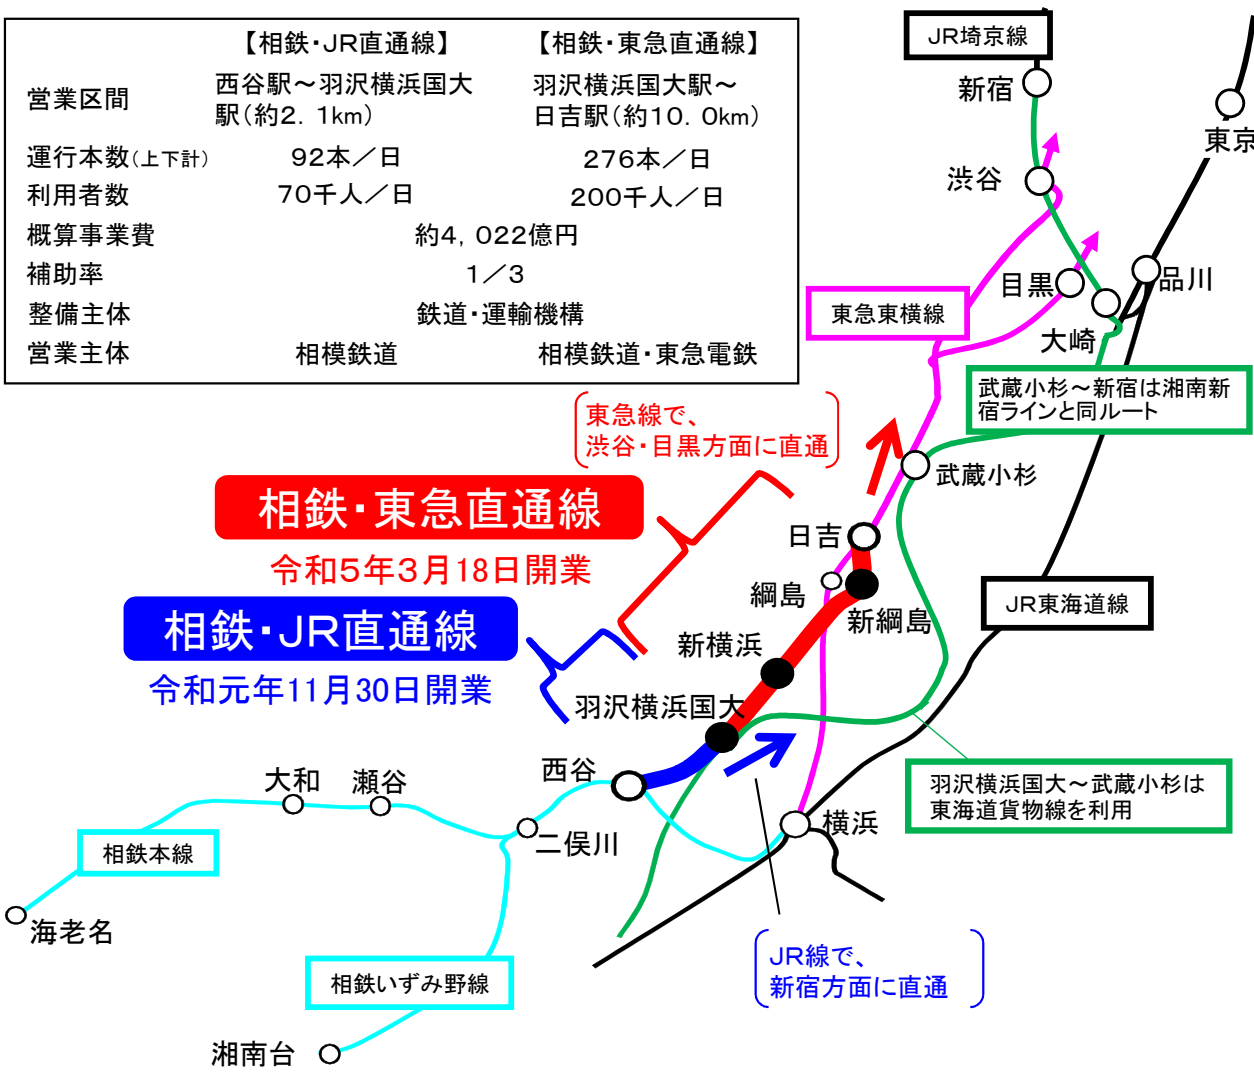 【相鉄・JR直通線】 【相鉄・東急直通線】
営業区間 西谷駅～羽沢横浜国大駅（約2．1km） 羽沢横浜国大駅～日吉駅（約10．0km）
運行本数（上下計） 92本／日 276本／日
利用者数 70千人／日 200千人／日
概算事業費 約4，022億円
補助率 1／3
整備主体 鉄道・運輸機構
営業主体 相模鉄道 相模鉄道・東急電鉄
JR埼京線
新宿
東京
渋谷
目黒
品川
大崎
東急東横線
武蔵小杉～新宿は湘南新
宿ラインと同ルート
東急線で、
渋谷・目黒方面に直通
武蔵小杉
相鉄・東急直通線
令和5年3月18日開業
日吉
綱島
新綱島
JR東海道線
相鉄・JR直通線
令和元年11月30日開業
新横浜
羽沢横浜国大
西谷
羽沢横浜国大～武蔵小杉は
東海道貨物線を利用
大和
瀬谷
二俣川
横浜
相鉄本線
海老名
JR線で、
新宿方面に直通
相鉄いずみ野線
湘南台